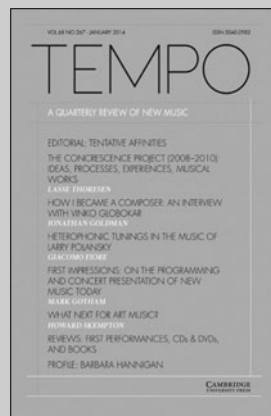 VOL 68 NO 267 · JANUARY 2014 ISSN 0040-2982
TEMPO
A QUARTERLY REVIEW OF NEW MUSIC
EDITORIAL: TENTATIVE AFFINITIES
THE CONCRESCENCE PROJECT (2008–2010):
IDEAS, PROCESSES, EXPERIENCES, MUSICAL
WORKS
LASSE THORESEN
HOW I BECAME A COMPOSER: AN INTERVIEW
WITH VINKO GLOBOKAR
JONATHAN GOLDMAN
HETEROPHONIC TUNINGS IN THE MUSIC OF
LARRY POLANSKY
GIACOMO FIORE
FIRST IMPRESSIONS: ON THE PROGRAMMING
AND CONCERT PRESENTATION OF NEW
MUSIC TODAY
MARK GOTHAM
WHAT NEXT FOR ART MUSIC?
HOWARD SKEMPTON
REVIEWS: FIRST PERFORMANCES, CDs & DVDs,
AND BOOKS
PROFILE: BARBARA HANNIGAN
CAMBRIDGE
UNIVERSITY PRESS